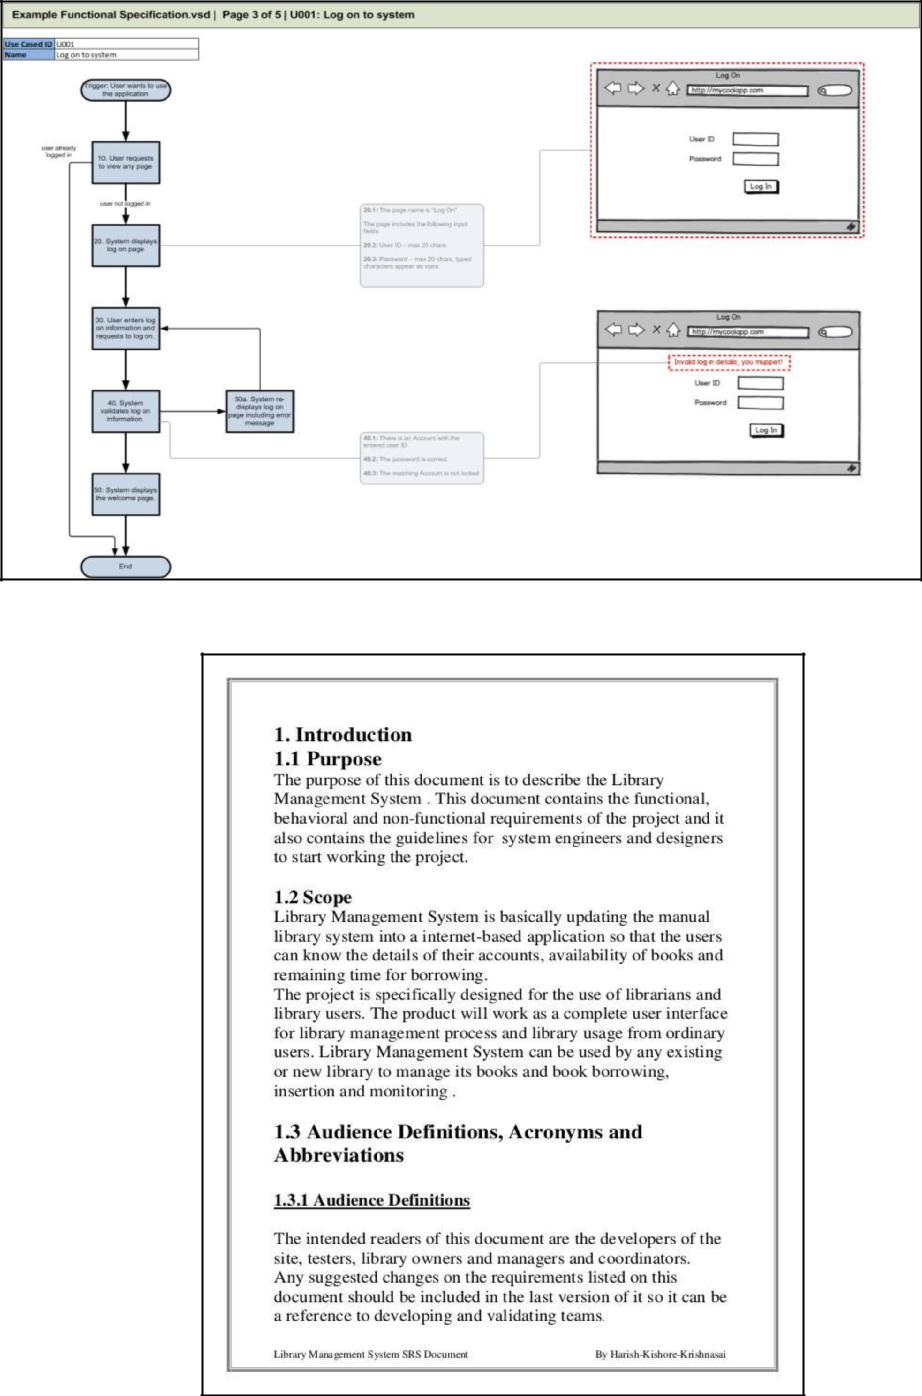 Example Functional Specification.vsd | Page 3 of 5 | U001: Log on to system
Use Cased ID U001
Name Log on to system
Trigger: User wants to use
the application
user already
logged in
10. User requests
to view any page
user not logged in
20. System displays
log on page
30. User enters log
on information and
requests to log on.
40. System
validates log on
information.
50a. System re-
displays log on
page including error
message
50: System displays
the welcome page.
End
20.1: The page name is "Log On"
The page includes the following input
fields:
20.2: User ID – max 20 chars
20.3: Password – max 20 chars, typed
characters appear as stars
40.1: There is an Account with the
entered user ID
40.2: The password is correct
40.3: The matching Account is not locked
Log On
http://mycoolapp.com
User ID
Password
Log In
Log On
http://mycoolapp.com
Invalid log in details, you muppet!
User ID
Password
Log In
1. Introduction
1.1 Purpose
The purpose of this document is to describe the Library
Management System . This document contains the functional,
behavioral and non-functional requirements of the project and it
also contains the guidelines for system engineers and designers
to start working the project.
1.2 Scope
Library Management System is basically updating the manual
library system into a internet-based application so that the users
can know the details of their accounts, availability of books and
remaining time for borrowing.
The project is specifically designed for the use of librarians and
library users. The product will work as a complete user interface
for library management process and library usage from ordinary
users. Library Management System can be used by any existing
or new library to manage its books and book borrowing,
insertion and monitoring .
1.3 Audience Definitions, Acronyms and
Abbreviations
1.3.1 Audience Definitions
The intended readers of this document are the developers of the
site, testers, library owners and managers and coordinators.
Any suggested changes on the requirements listed on this
document should be included in the last version of it so it can be
a reference to developing and validating teams.
Library Management System SRS Document By Harish-Kishore-Krishnasai